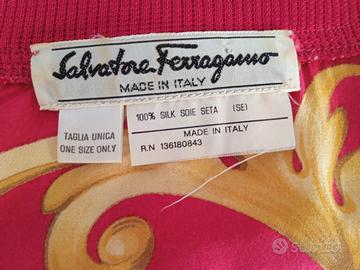 Salvatore Ferragamo
MADE IN ITALY
TAGLIA UNICA
ONE SIZE ONLY
100% SILK SOIE SETA (SE)
MADE IN ITALY
R.N 136180843
subito